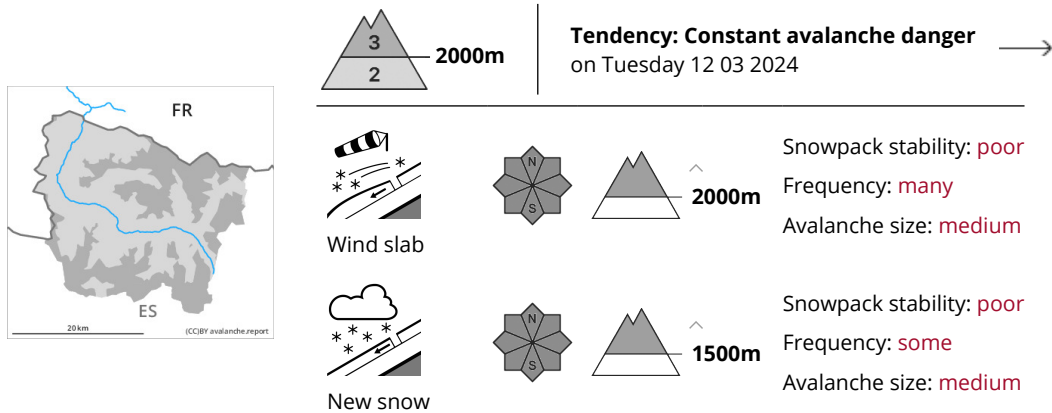 3
2
2000m
Tendency: Constant avalanche danger
on Tuesday 12 03 2024
FR
ES
20 km
(CC)BY avalanche.report
Wind slab
N
S
2000m
Snowpack stability: poor
Frequency: many
Avalanche size: medium
New snow
N
S
1500m
Snowpack stability: poor
Frequency: some
Avalanche size: medium